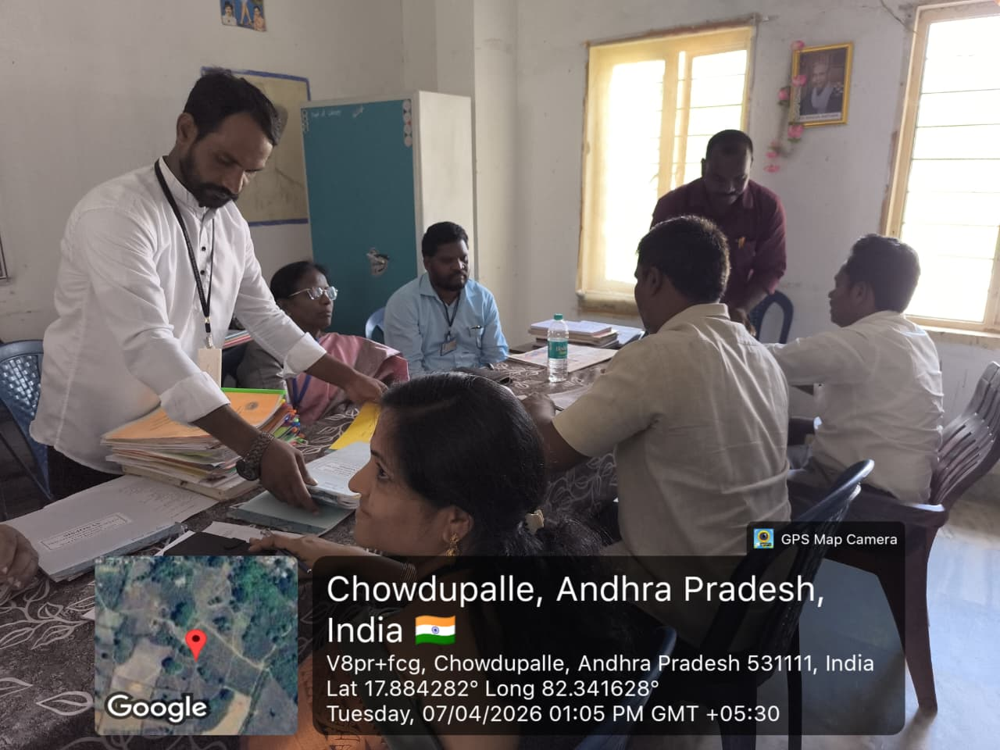 GPS Map Camera
Chowdupalle, Andhra Pradesh,
India
V8pr+fcg, Chowdupalle, Andhra Pradesh 531111, India
Lat 17.884282° Long 82.341628°
Tuesday, 07/04/2026 01:05 PM GMT +05:30
Google